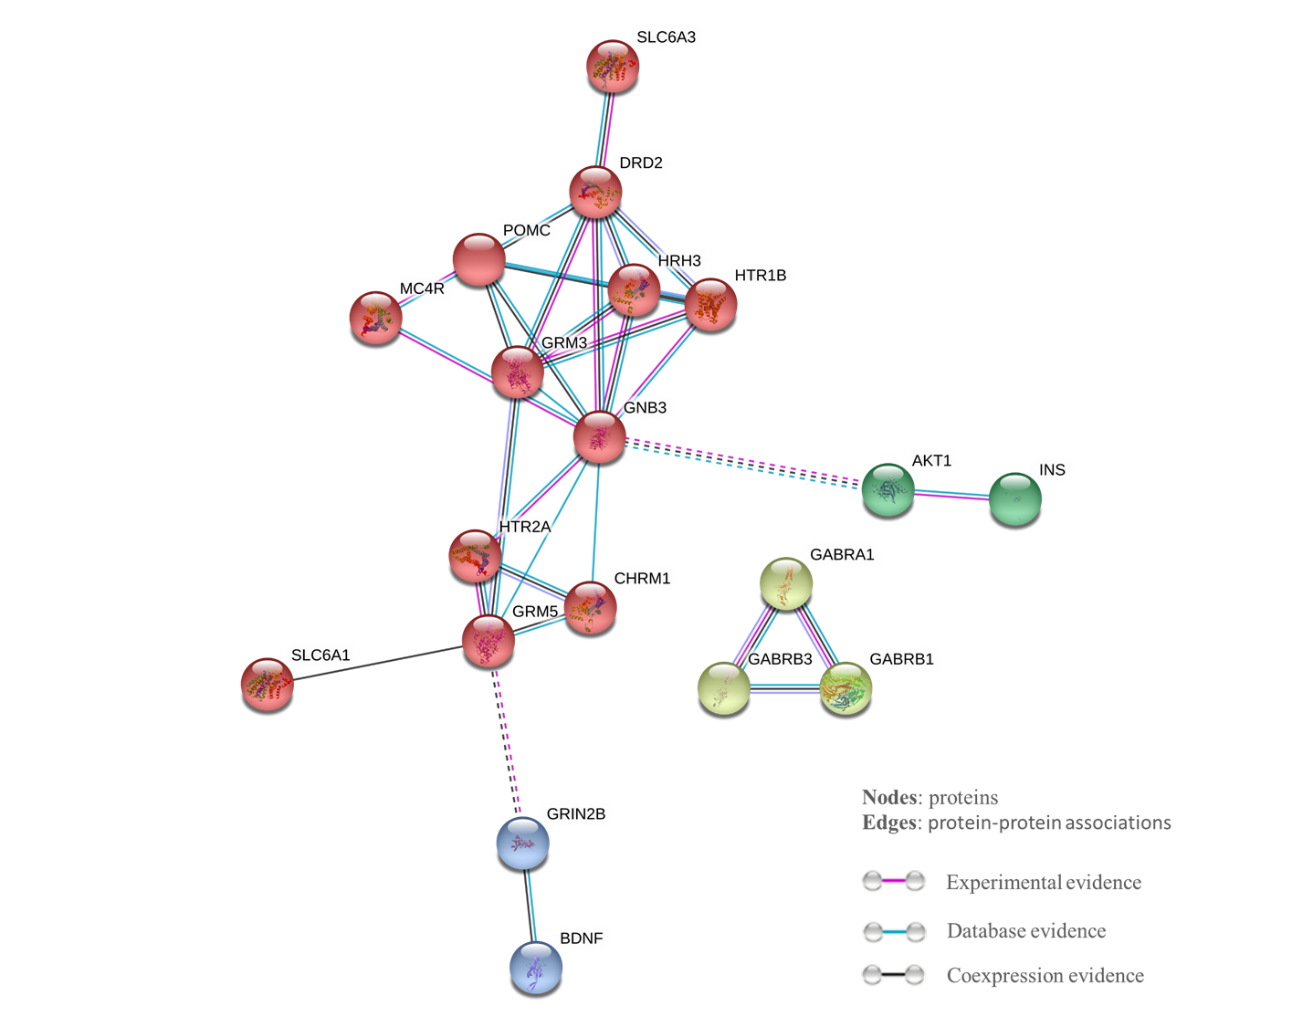 SLC6A3
DRD2
POMC
HRH3
HTR1B
MC4R
GRM3
GNB3
AKT1
INS
HTR2A
GABRA1
CHRM1
GRM5
SLC6A1
GABRB3
GABRB1
GRIN2B
Nodes: proteins
Edges: protein-protein associations
Experimental evidence
Database evidence
BDNF
Coexpression evidence